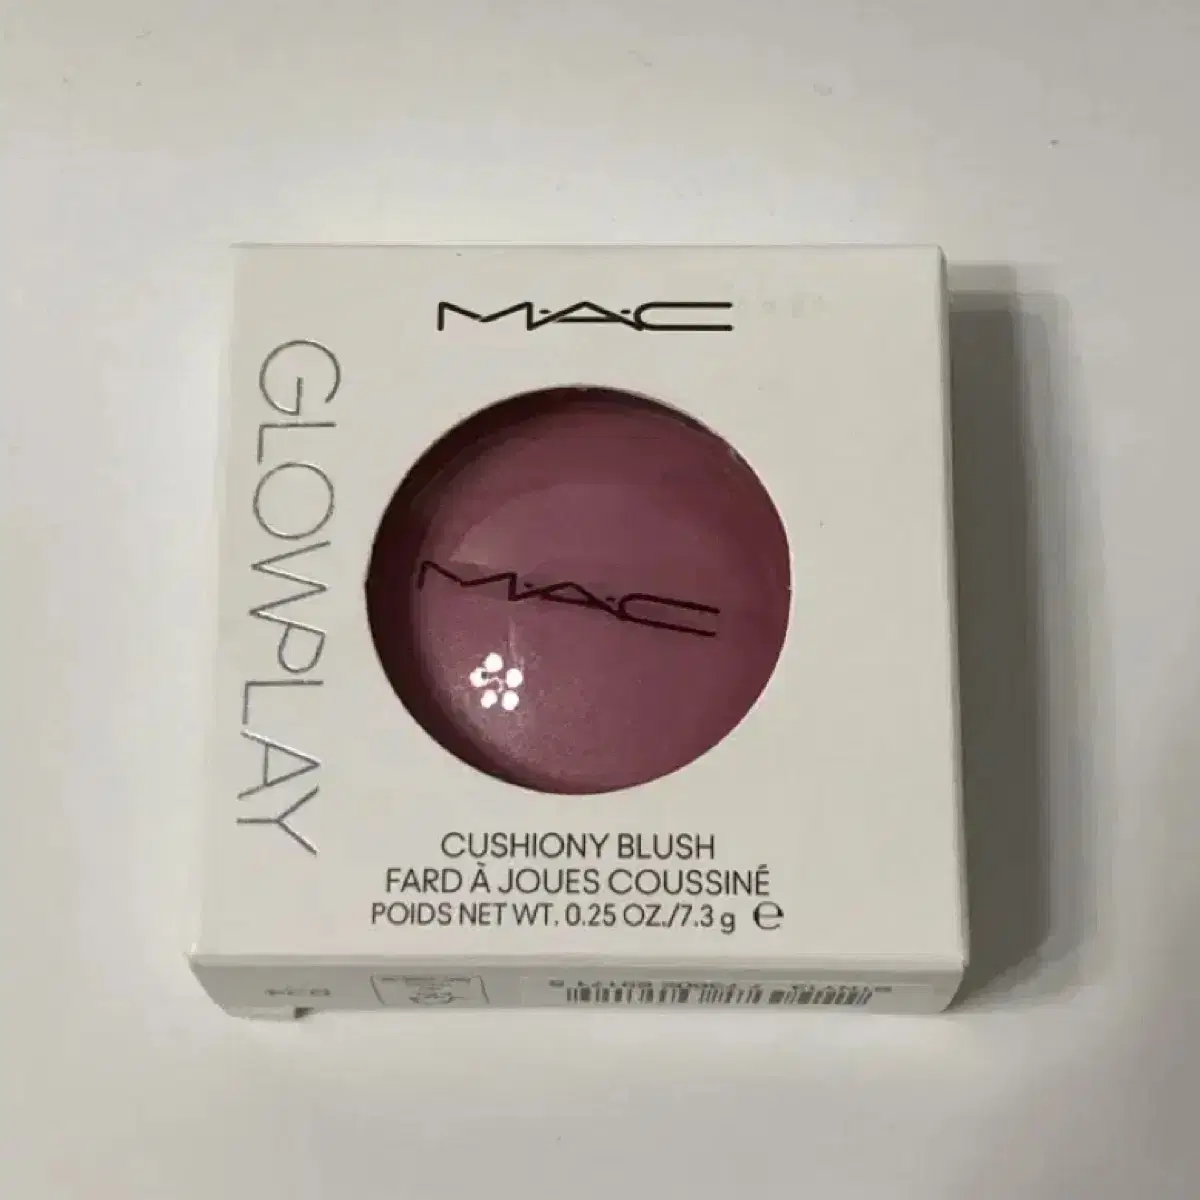 M·A·C
GLOWPLAY
M·A·C
CUSHIONY BLUSH
FARD À JOUES COUSSINÉ
POIDS NET WT. 0.25 OZ./7.3 g ℮